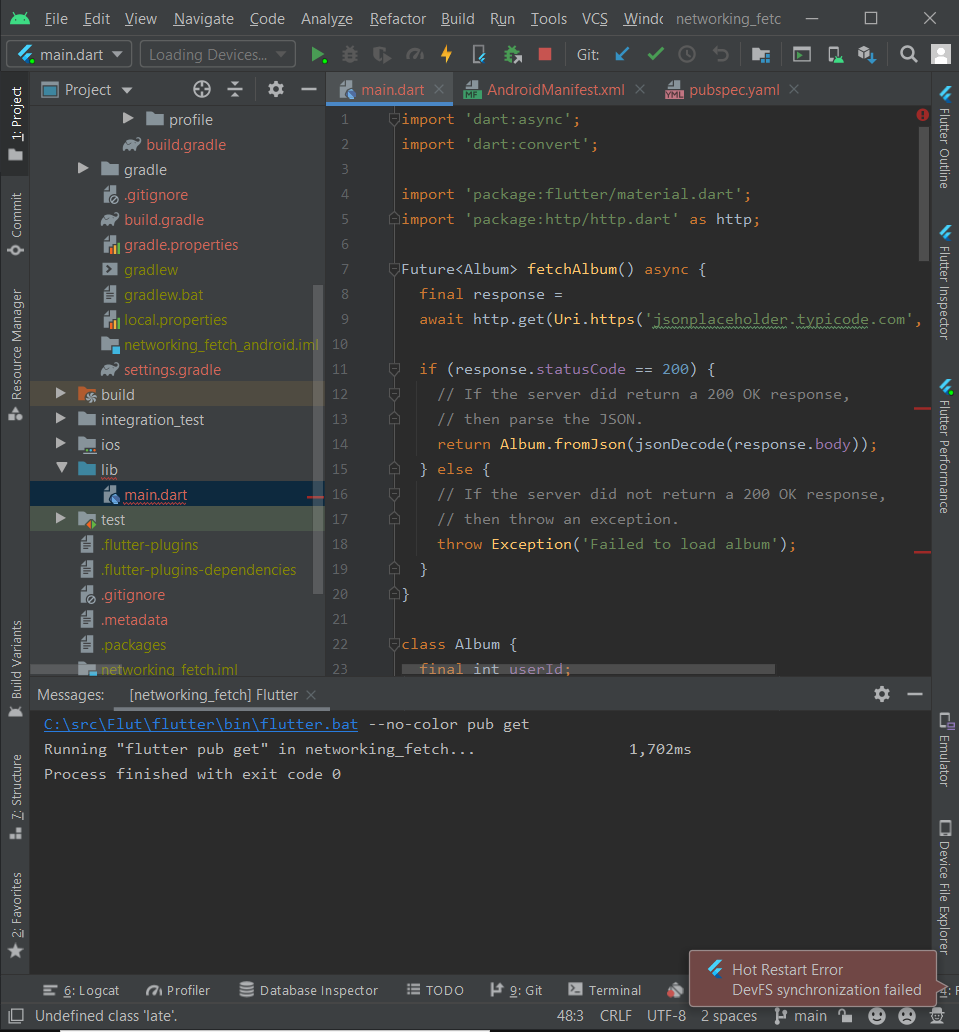 File Edit View Navigate Code Analyze Refactor Build Run Tools VCS Windc networking_fetc
main.dart Loading Devices... Git:
Project main.dart AndroidManifest.xml pubspec.yaml
1: Project
Commit
Resource Manager
Build Variants
7: Structure
2: Favorites
profile
build.gradle
gradle
.gitignore
build.gradle
gradle.properties
gradlew
gradlew.bat
local.properties
networking_fetch_android.iml
settings.gradle
build
integration_test
ios
lib
main.dart
test
.flutter-plugins
.flutter-plugins-dependencies
.gitignore
.metadata
.packages
networking_fetch.iml
1 import 'dart:async';
2 import 'dart:convert';
3
4 import 'package:flutter/material.dart';
5 import 'package:http/http.dart' as http;
6
7 Future<Album> fetchAlbum() async {
8 final response =
9 await http.get(Uri.https('jsonplaceholder.typicode.com',
10
11 if (response.statusCode == 200) {
12 // If the server did return a 200 OK response,
13 // then parse the JSON.
14 return Album.fromJson(jsonDecode(response.body));
15 } else {
16 // If the server did not return a 200 OK response,
17 // then throw an exception.
18 throw Exception('Failed to load album');
19 }
20 }
21
22 class Album {
23 final int userId;
Flutter Outline
Flutter Inspector
Flutter Performance
Emulator
Device File Explorer
Messages: [networking_fetch] Flutter
C:\src\Flut\flutter\bin\flutter.bat --no-color pub get
Running "flutter pub get" in networking_fetch... 1,702ms
Process finished with exit code 0
Hot Restart Error
DevFS synchronization failed
6: Logcat Profiler Database Inspector TODO 9: Git Terminal
Undefined class 'late'. 48:3 CRLF UTF-8 2 spaces main